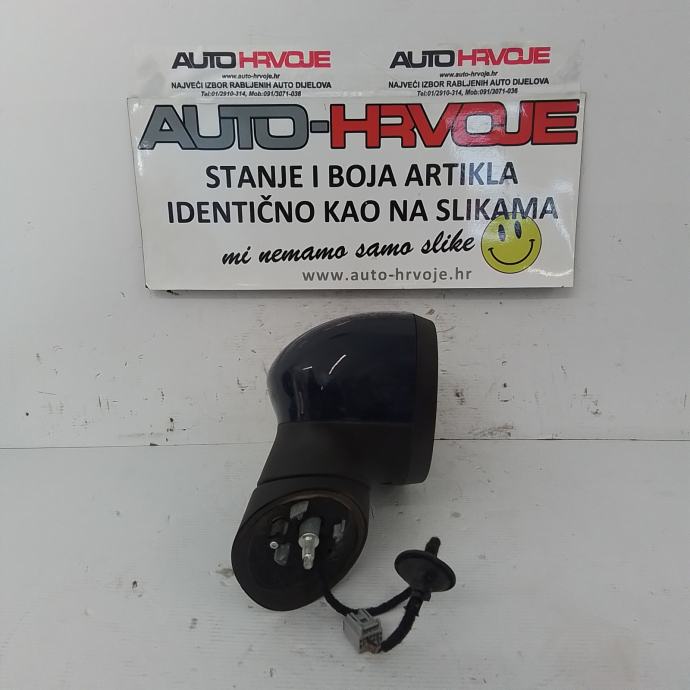 AUTO HRVOJE
www.auto-hrvoje.hr
NAJVEĆI IZBOR RABLJENIH AUTO DIJELOVA
Tel:01/2910-314, Mob:091/3071-036
AUTO HRVOJE
www.auto-hrvoje.hr
NAJVEĆI IZBOR RABLJENIH AUTO DIJELOVA
Tel:01/2910-314, Mob:091/3071-036
AUTO-HRVOJE
STANJE I BOJA ARTIKLA
IDENTIČNO KAO NA SLIKAMA
mi nemamo samo slike
www.auto-hrvoje.hr